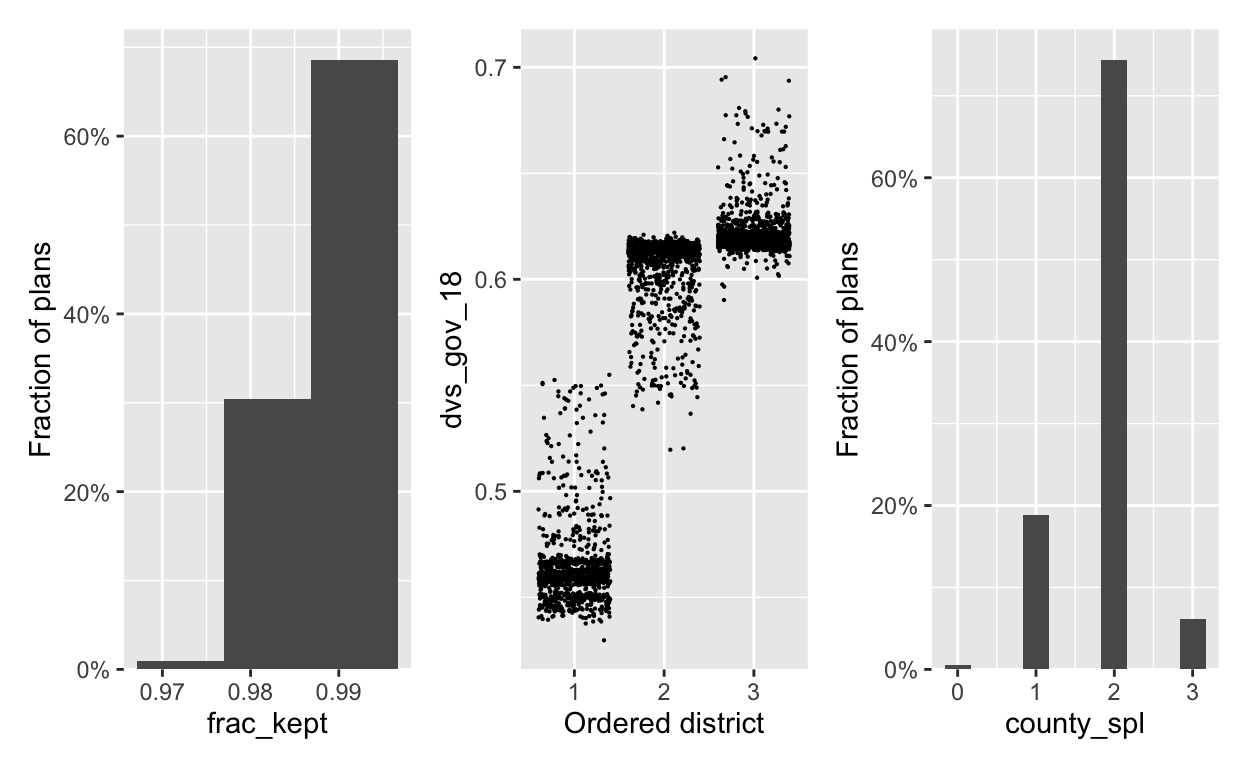 Fraction of plans
60%
40%
20%
0%
0.97 0.98 0.99
frac_kept
dvs_gov_18
0.7
0.6
0.5
1 2 3
Ordered district
Fraction of plans
60%
40%
20%
0%
0 1 2 3
county_spl